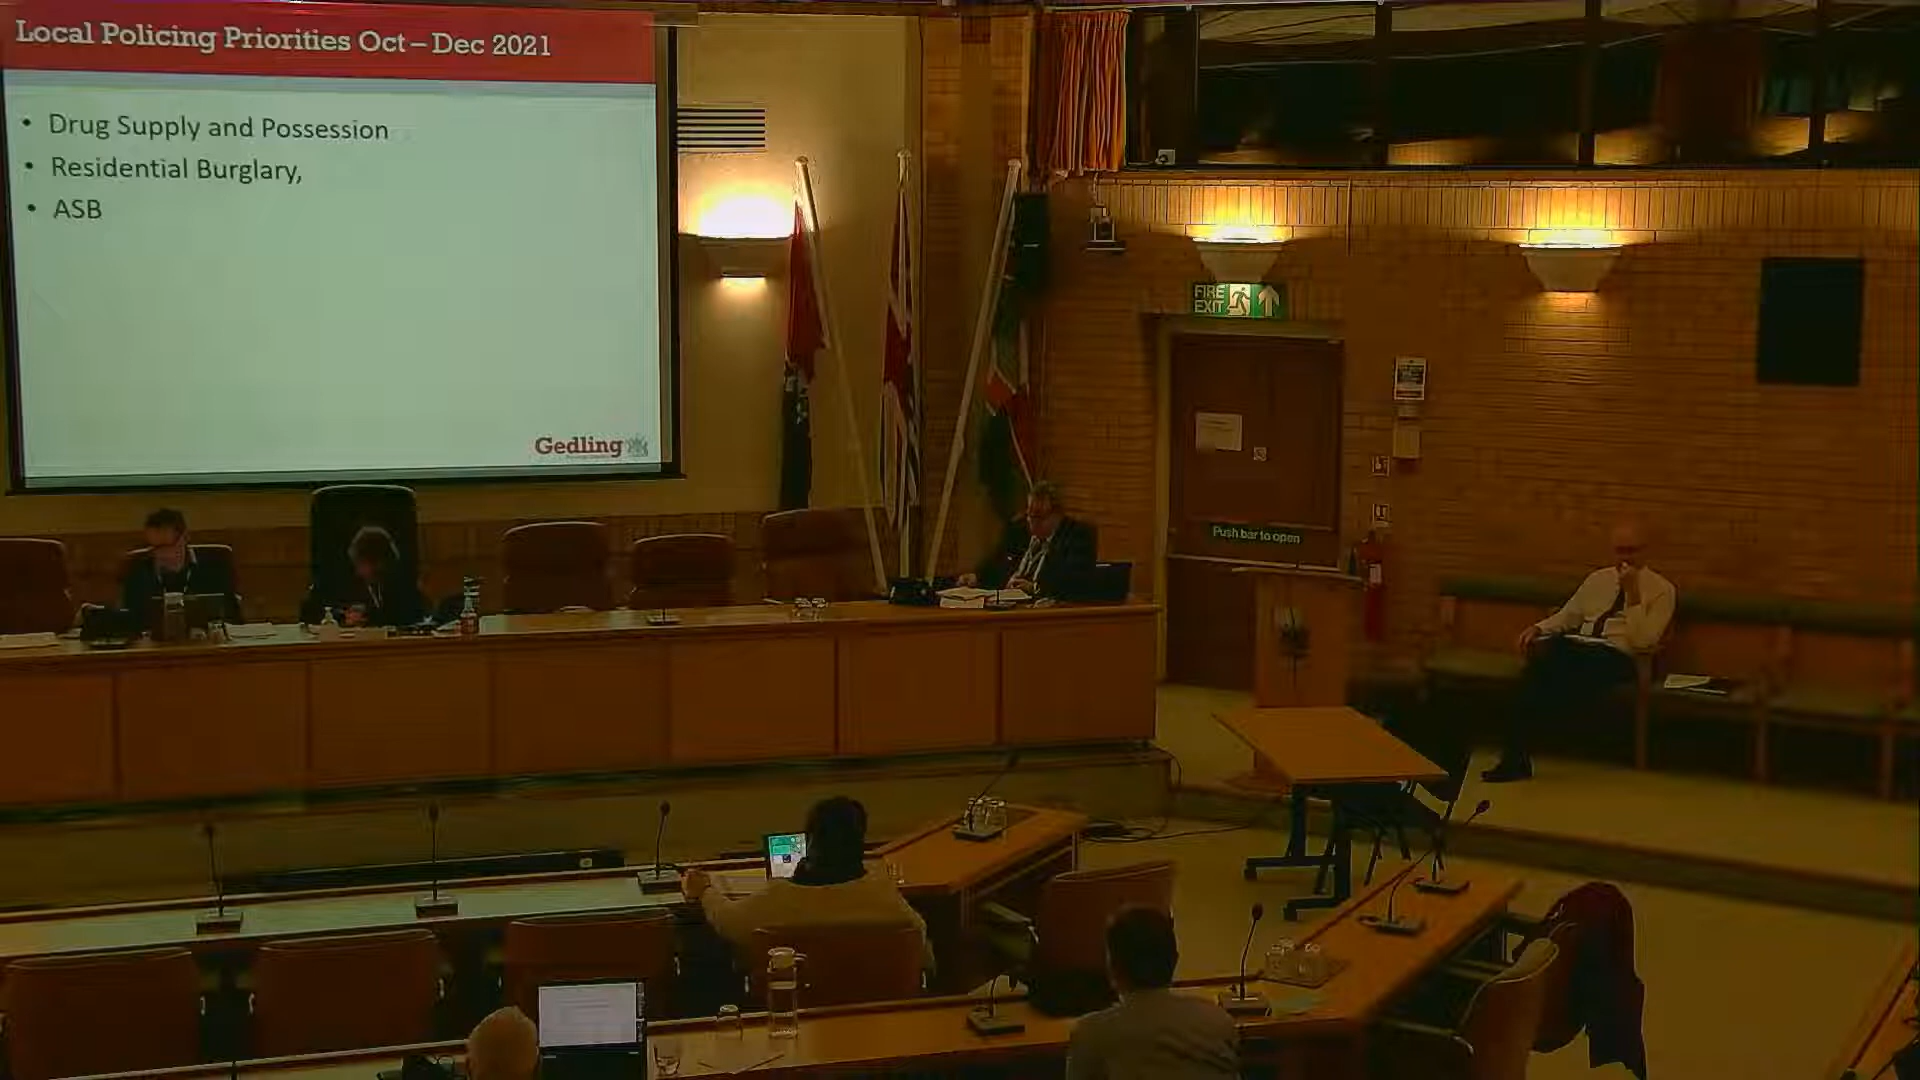 Local Policing Priorities Oct – Dec 2021
• Drug Supply and Possession
• Residential Burglary,
• ASB
Gedling
FIRE
EXIT
Push bar to open